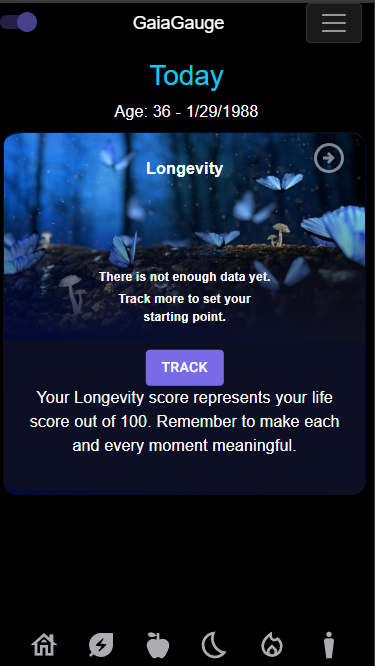 GaiaGauge
Today
Age: 36 - 1/29/1988
Longevity
There is not enough data yet.
Track more to set your
starting point.
TRACK
Your Longevity score represents your life
score out of 100. Remember to make each
and every moment meaningful.